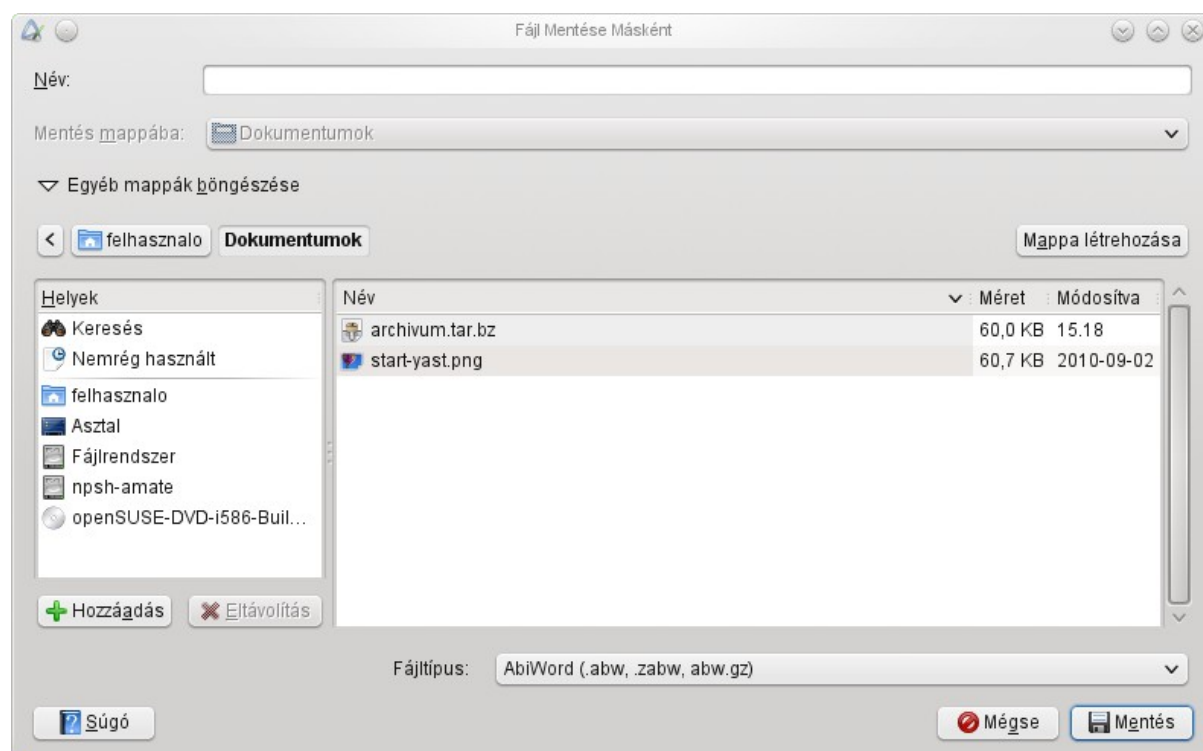 Fájl Mentése Másként
Név:
Mentés mappába: Dokumentumok
Egyéb mappák böngészése
< felhasznalo Dokumentumok Mappa létrehozása
Helyek
Keresés
Nemrég használt
felhasznalo
Asztal
Fájlrendszer
npsh-amate
openSUSE-DVD-i586-Buil...
Hozzáadás Eltávolítás
Név Méret Módosítva
archivum.tar.bz 60,0 KB 15.18
start-yast.png 60,7 KB 2010-09-02
Fájltípus: AbiWord (.abw, .zabw, abw.gz)
Súgó Mégse Mentés